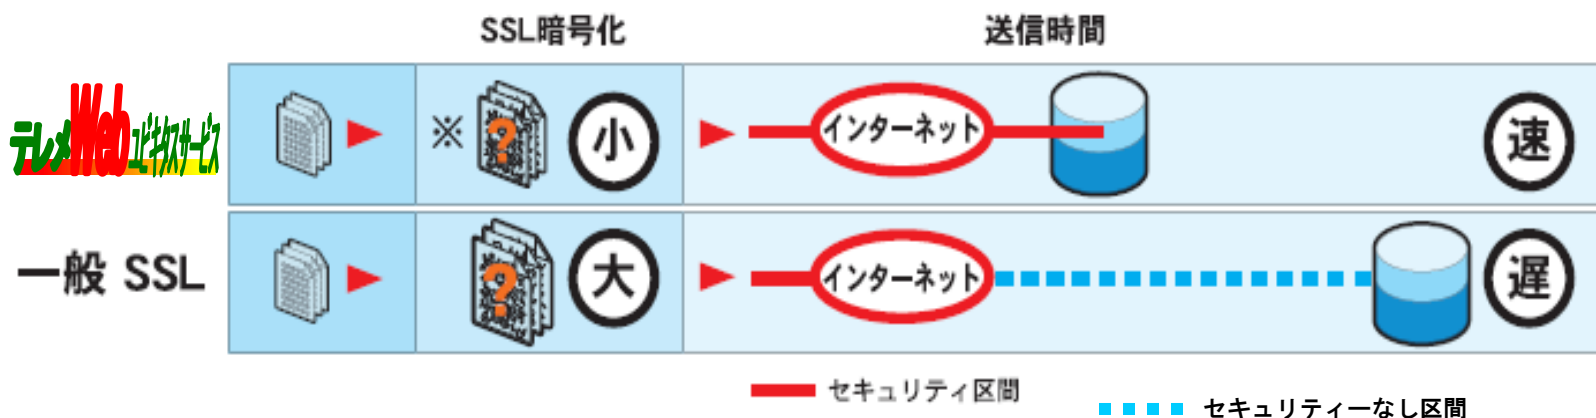 SSL暗号化 送信時間
テレメWebユビキタスサービス ※ ? 小 インターネット 速
一般 SSL ? 大 インターネット 遅
セキュリティ区間
セキュリティーなし区間